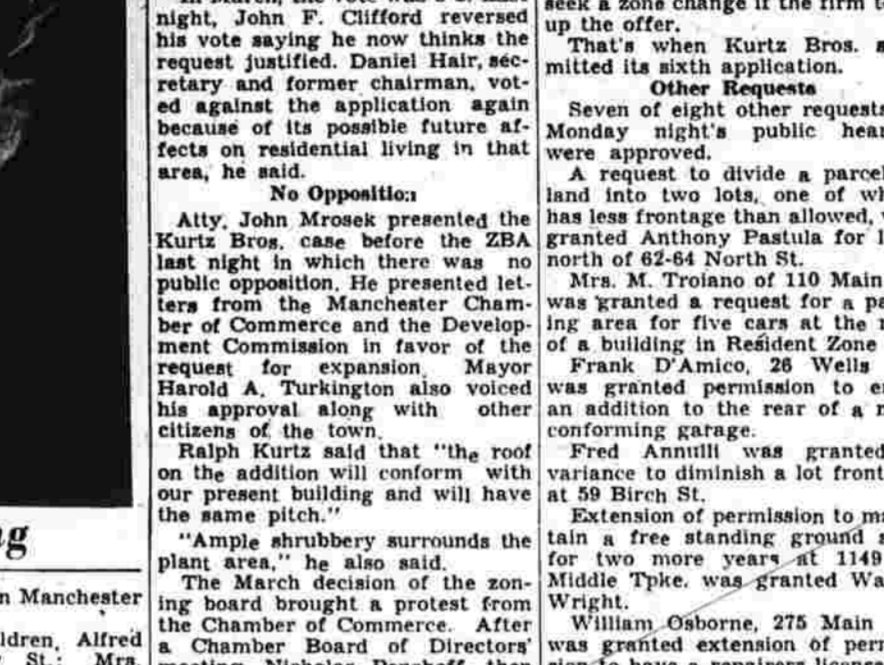 night, John F. Clifford reversed
his vote saying he now thinks the
request justified. Daniel Hair, sec-
retary and former chairman, vot-
ed against the application again
because of its possible future af-
fects on residential living in that
area, he said.
No Opposition
Atty. John Mrosek presented the
Kurtz Bros. case before the ZBA
last night in which there was no
public opposition. He presented let-
ters from the Manchester Cham-
ber of Commerce and the Develop-
ment Commission in favor of the
request for expansion. Mayor
Harold A. Turkington also voiced
his approval along with other
citizens of the town.
Ralph Kurtz said that "the roof
on the addition will conform with
our present building and will have
the same pitch."
"Ample shrubbery surrounds the
plant area," he also said.
The March decision of the zon-
ing board brought a protest from
the Chamber of Commerce. After
a Chamber Board of Directors'
seek a zone change if the firm
up the offer.
That's when Kurtz Bros.
mitted its sixth application.
Other Requests
Seven of eight other requests
Monday night's public hear
were approved.
A request to divide a parcel
land into two lots, one of
has less frontage than allowed,
granted Anthony Pastula for
north of 62-64 North St.
Mrs. M. Troiano of 110 Main
was granted a request for a
ing area for five cars at the
of a building in Resident Zone
Frank D'Amico, 26 Wells
was granted permission to
an addition to the rear of a
conforming garage.
Fred Annulli was granted
variance to diminish a lot front
at 59 Birch St.
Extension of permission to
tain a free standing ground
for two more years at 1149
Middle Tpke. was granted
Wright.
William Osborne, 275 Main
was granted extension of
n Manchester
ldren, Alfred
St.; Mrs.